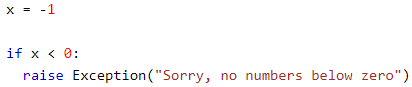 x = -1
if x < 0:
  raise Exception("Sorry, no numbers below zero")